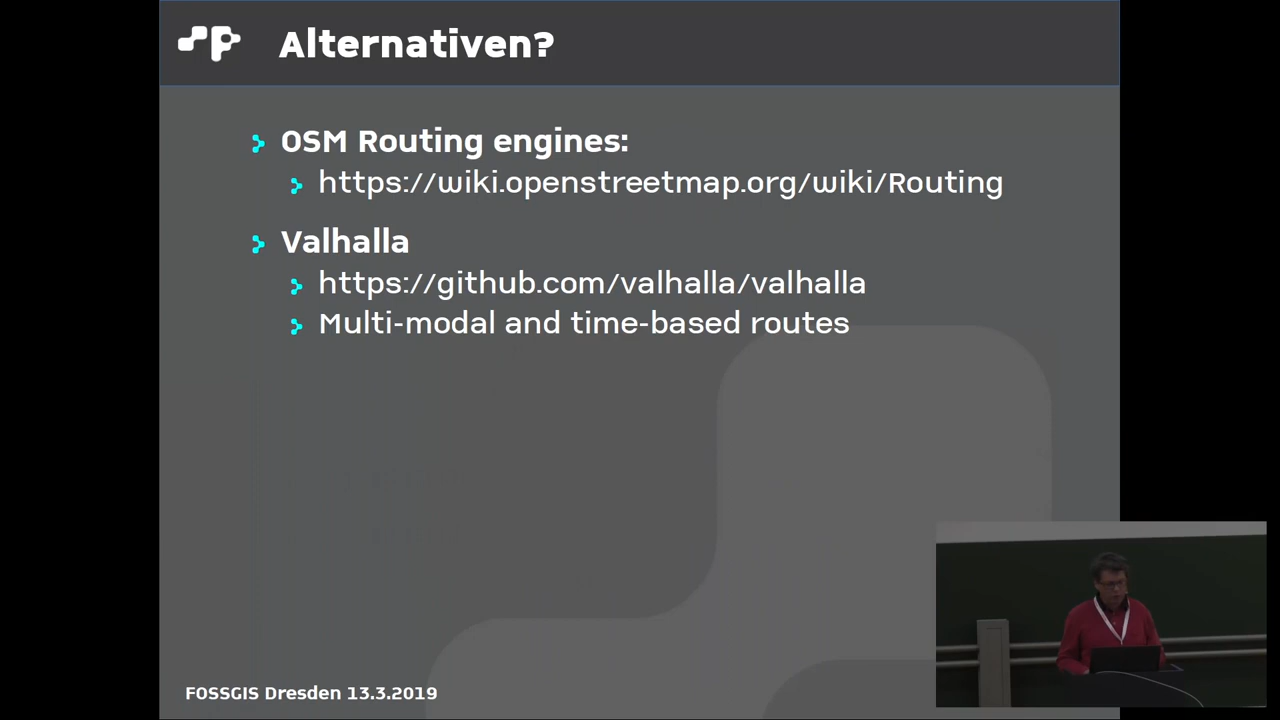 Alternativen?
OSM Routing engines:
https://wiki.openstreetmap.org/wiki/Routing
Valhalla
https://github.com/valhalla/valhalla
Multi-modal and time-based routes
FOSSGIS Dresden 13.3.2019